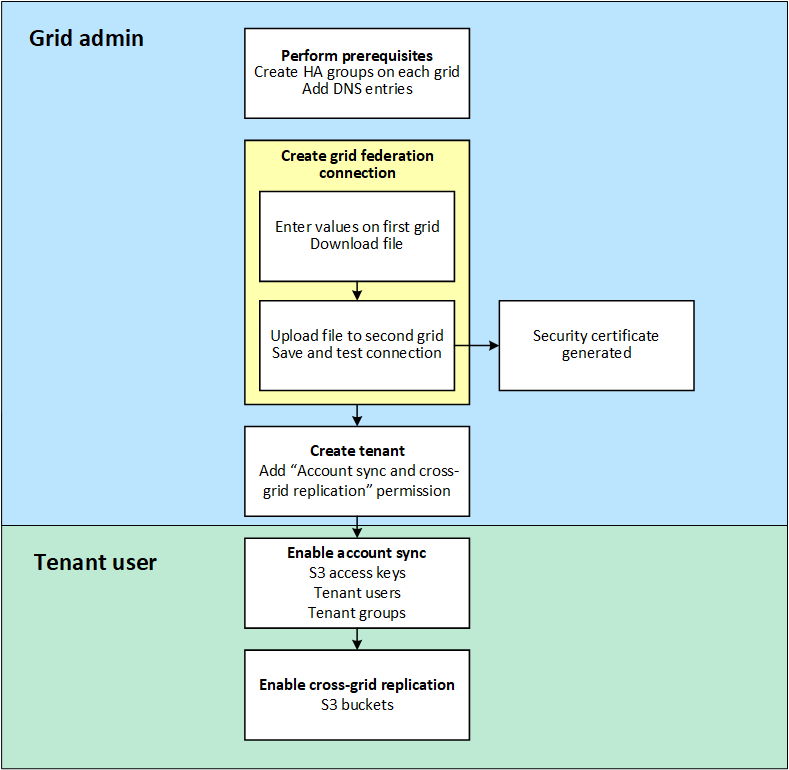 Grid admin
Perform prerequisites
Create HA groups on each grid
Add DNS entries
Create grid federation
connection
Enter values on first grid
Download file
Upload file to second grid
Save and test connection
Security certificate
generated
Create tenant
Add “Account sync and cross-
grid replication” permission
Tenant user
Enable account sync
S3 access keys
Tenant users
Tenant groups
Enable cross-grid replication
S3 buckets